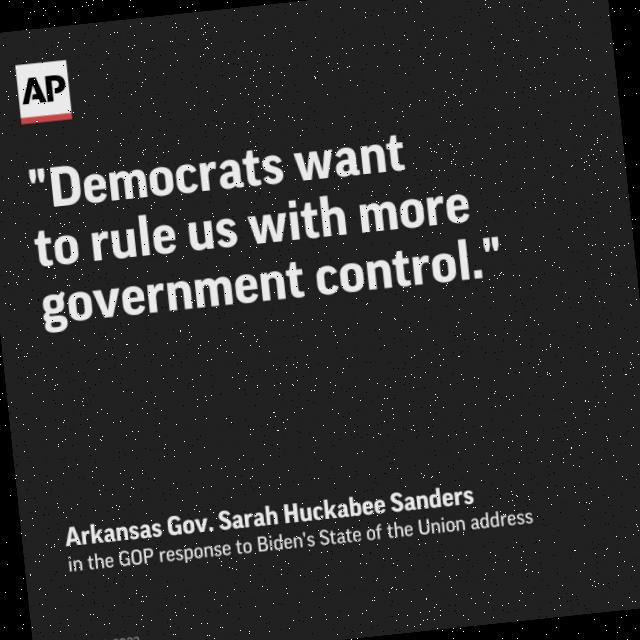 AP
"Democrats want
to rule us with more
government control."
Arkansas Gov. Sarah Huckabee Sanders
in the GOP response to Biden's State of the Union address